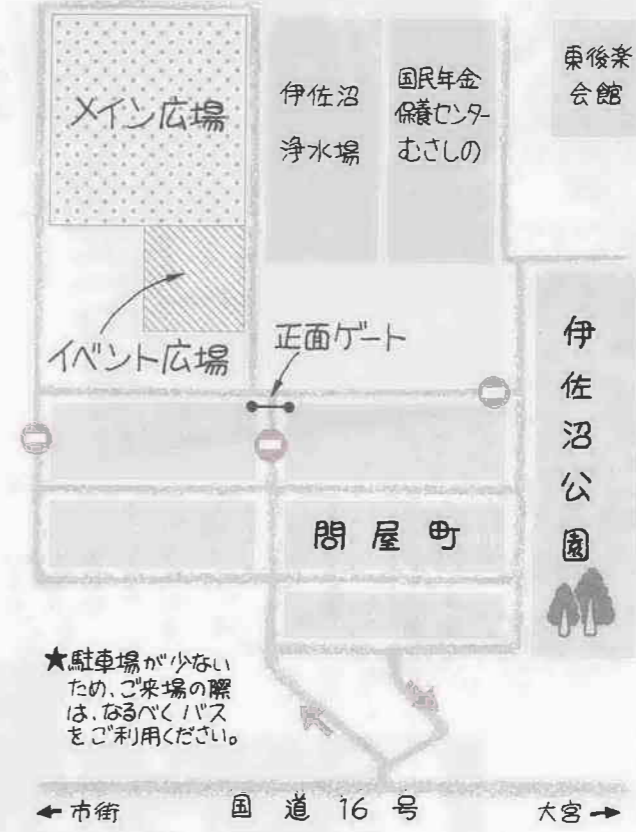 メイン広場
伊佐沼
浄水場
国民年金
保養センター
むさしの
東後楽
会館
イベント広場
正面ゲート
伊佐沼公園
問屋町
★駐車場が少ない
ため、ご来場の際
は、なるべくバス
をご利用ください。
←市街
国道16号
大宮→